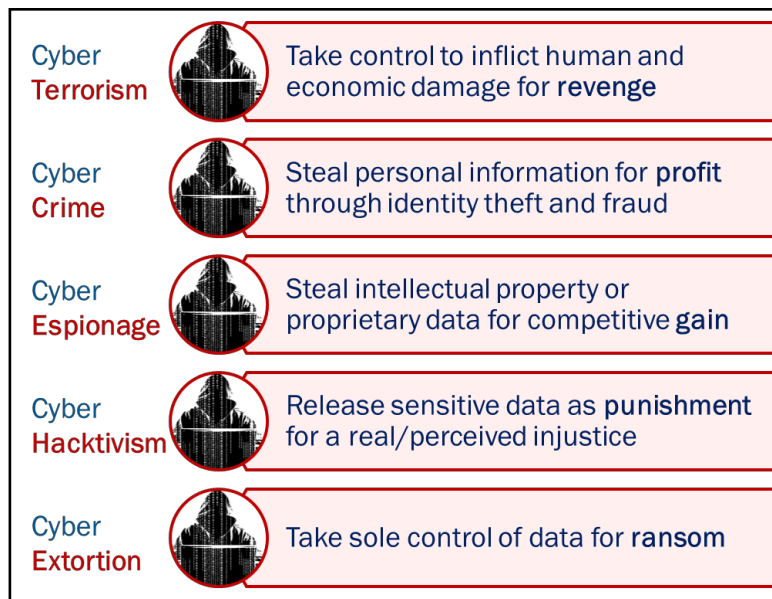 Cyber
Terrorism
Take control to inflict human and
economic damage for revenge
Cyber
Crime
Steal personal information for profit
through identity theft and fraud
Cyber
Espionage
Steal intellectual property or
proprietary data for competitive gain
Cyber
Hacktivism
Release sensitive data as punishment
for a real/perceived injustice
Cyber
Extortion
Take sole control of data for ransom